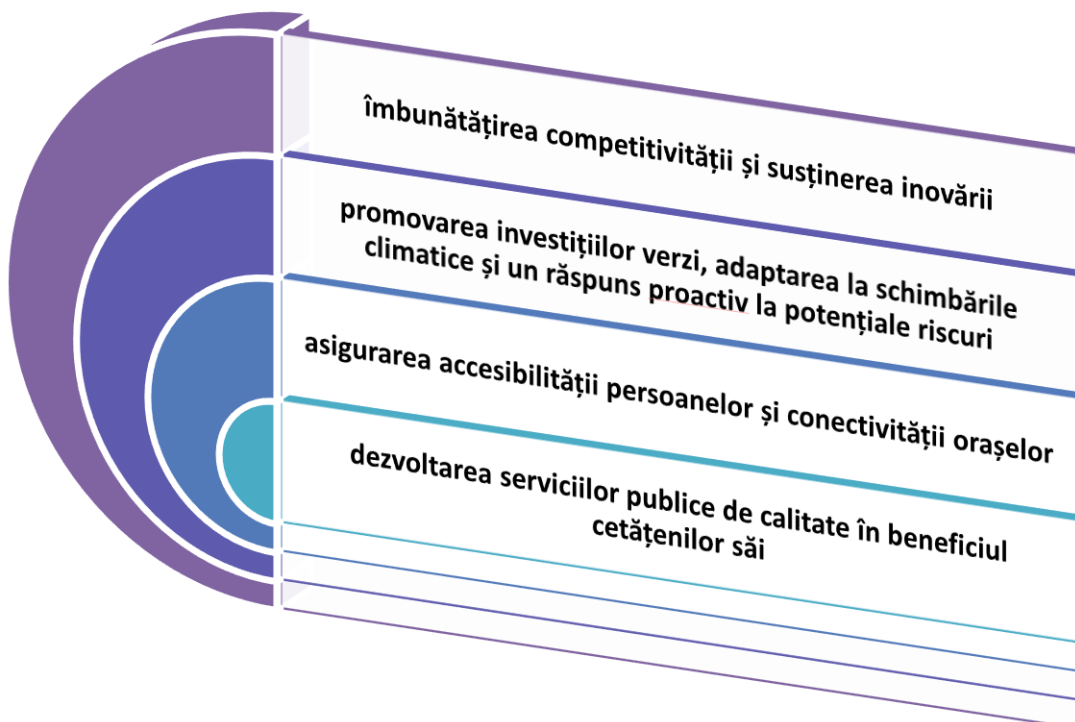 îmbunătățirea competitivității și susținerea inovării
promovarea investițiilor verzi, adaptarea la schimbările
climatice și un răspuns proactiv la potențiale riscuri
asigurarea accesibilității persoanelor și conectivității orașelor
dezvoltarea serviciilor publice de calitate în beneficiul
cetățenilor săi